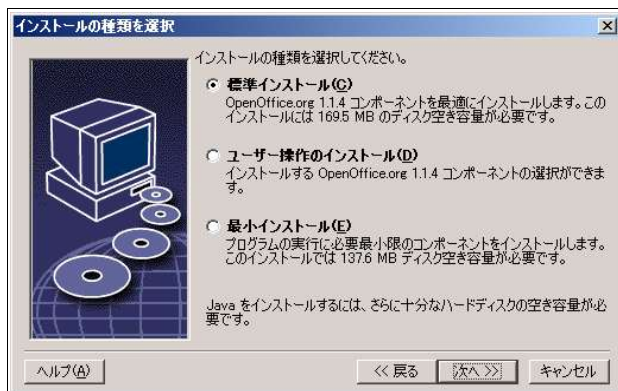 インストールの種類を選択
インストールの種類を選択してください。
標準インストール(C)
OpenOffice.org 1.1.4 コンポーネントを最適にインストールします。この
インストールには 169.5 MB のディスク空き容量が必要です。
ユーザー操作のインストール(D)
インストールする OpenOffice.org 1.1.4 コンポーネントの選択ができま
す。
最小インストール(E)
プログラムの実行に必要最小限のコンポーネントをインストールします。
このインストールでは 137.6 MB ディスク空き容量が必要です。
Java をインストールするには、さらに十分なハードディスクの空き容量が必
要です。
ヘルプ(A)
<< 戻る
次へ >>
キャンセル